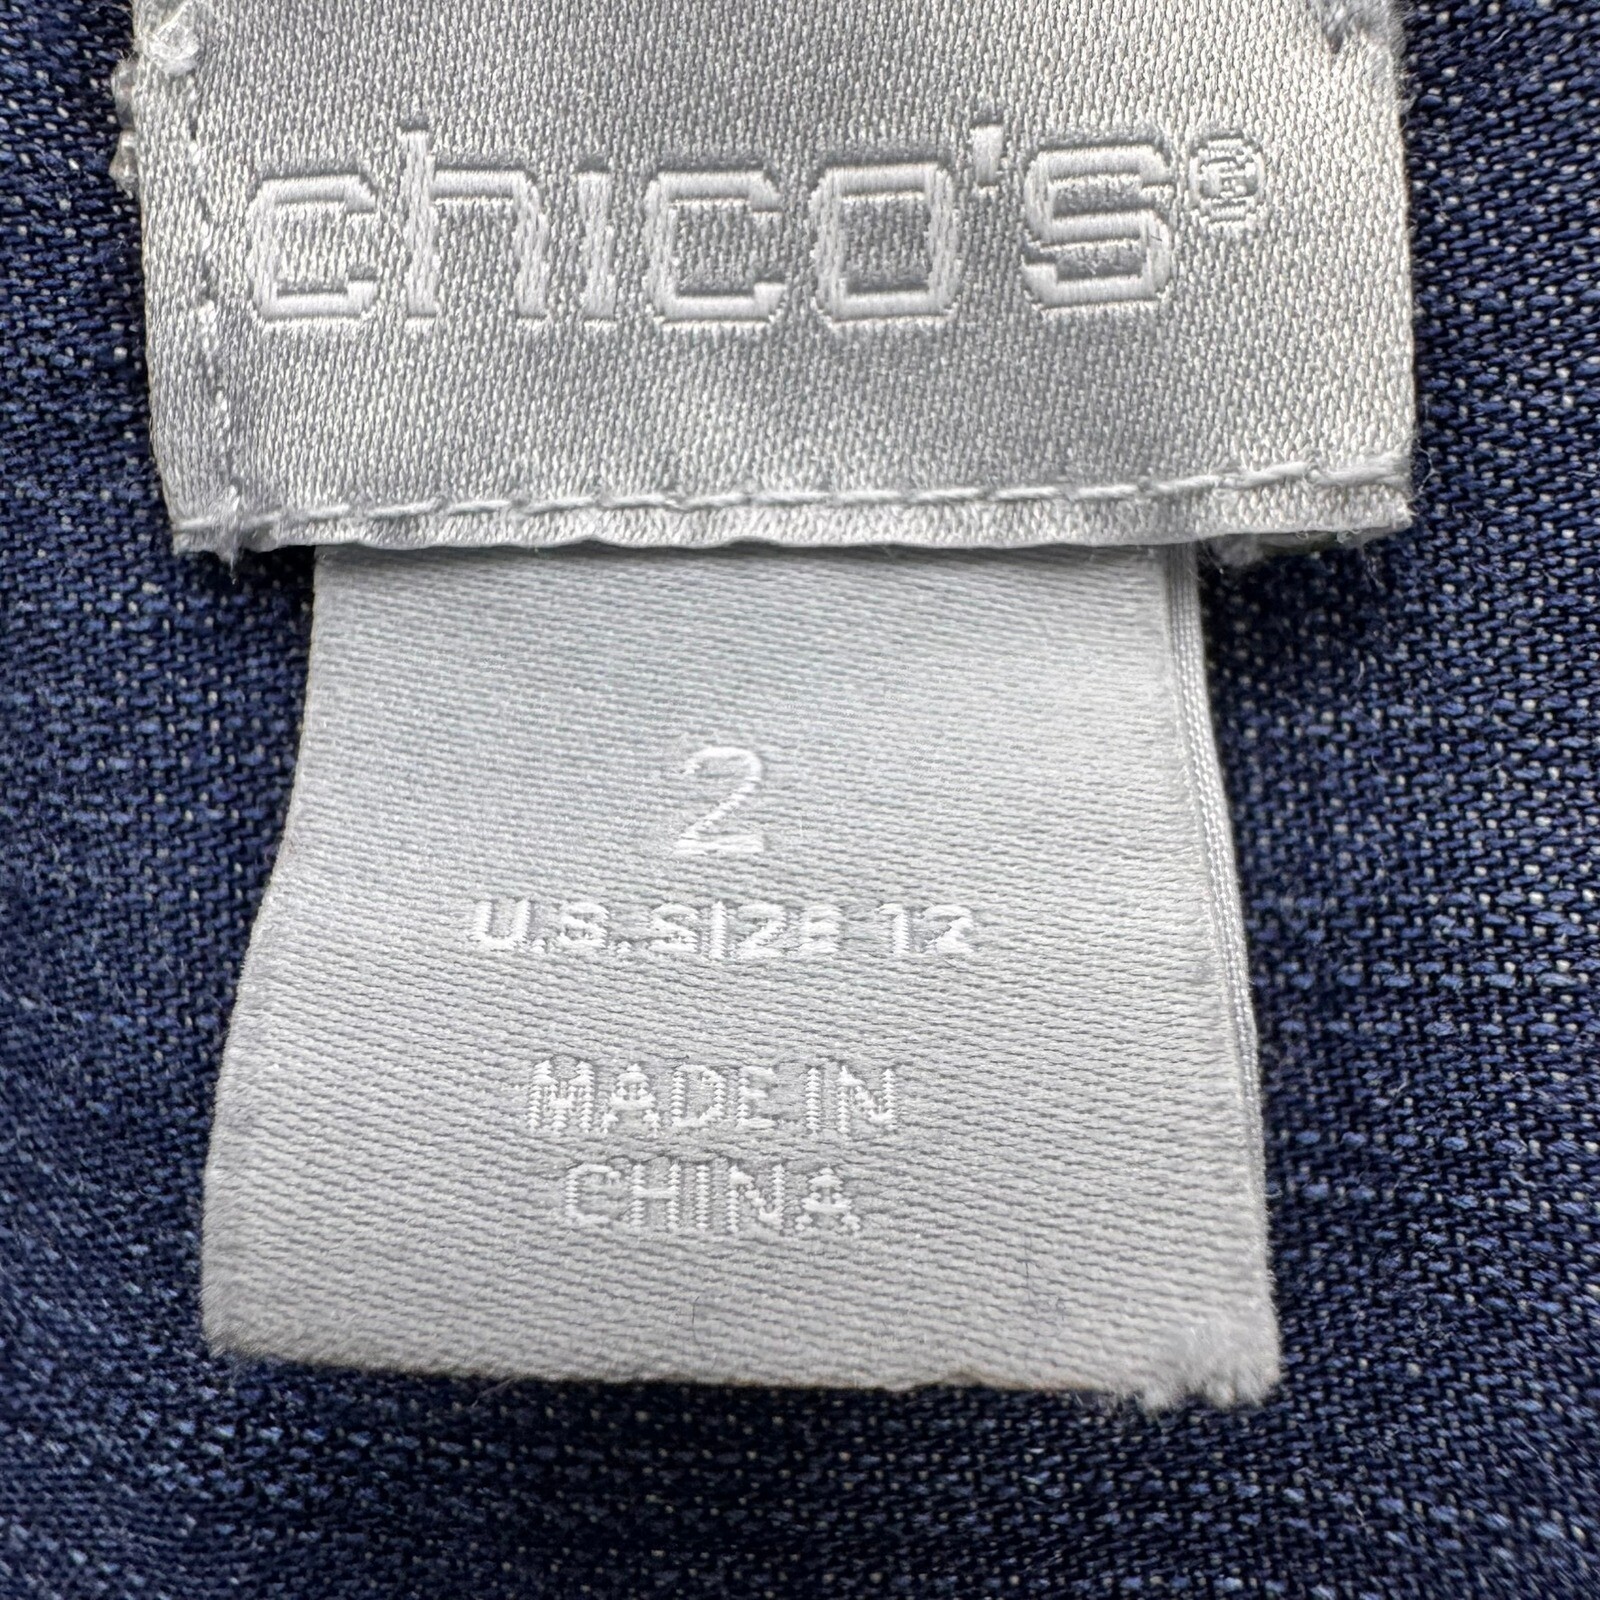 chico's®
2
U.S. SIZE 12
MADE IN
CHINA